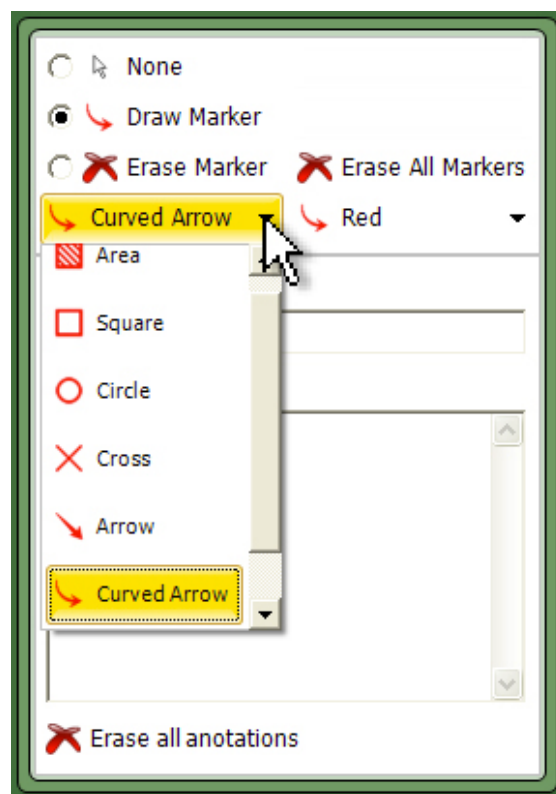 None
Draw Marker
Erase Marker Erase All Markers
Curved Arrow Red
Area
Square
Circle
Cross
Arrow
Curved Arrow
Erase all anotations